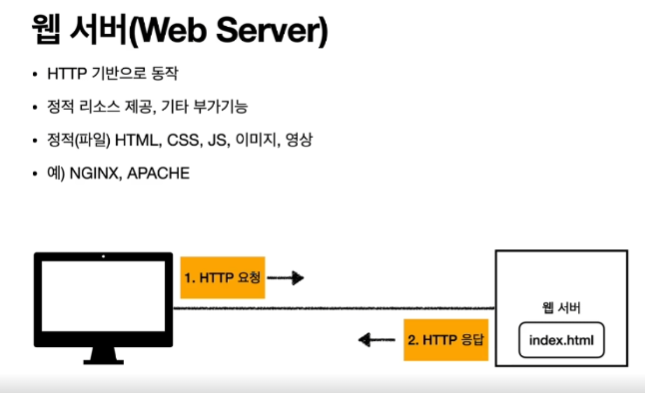 웹 서버(Web Server)
• HTTP 기반으로 동작
• 정적 리소스 제공, 기타 부가기능
• 정적(파일) HTML, CSS, JS, 이미지, 영상
• 예) NGINX, APACHE
1. HTTP 요청
웹 서버
2. HTTP 응답
index.html